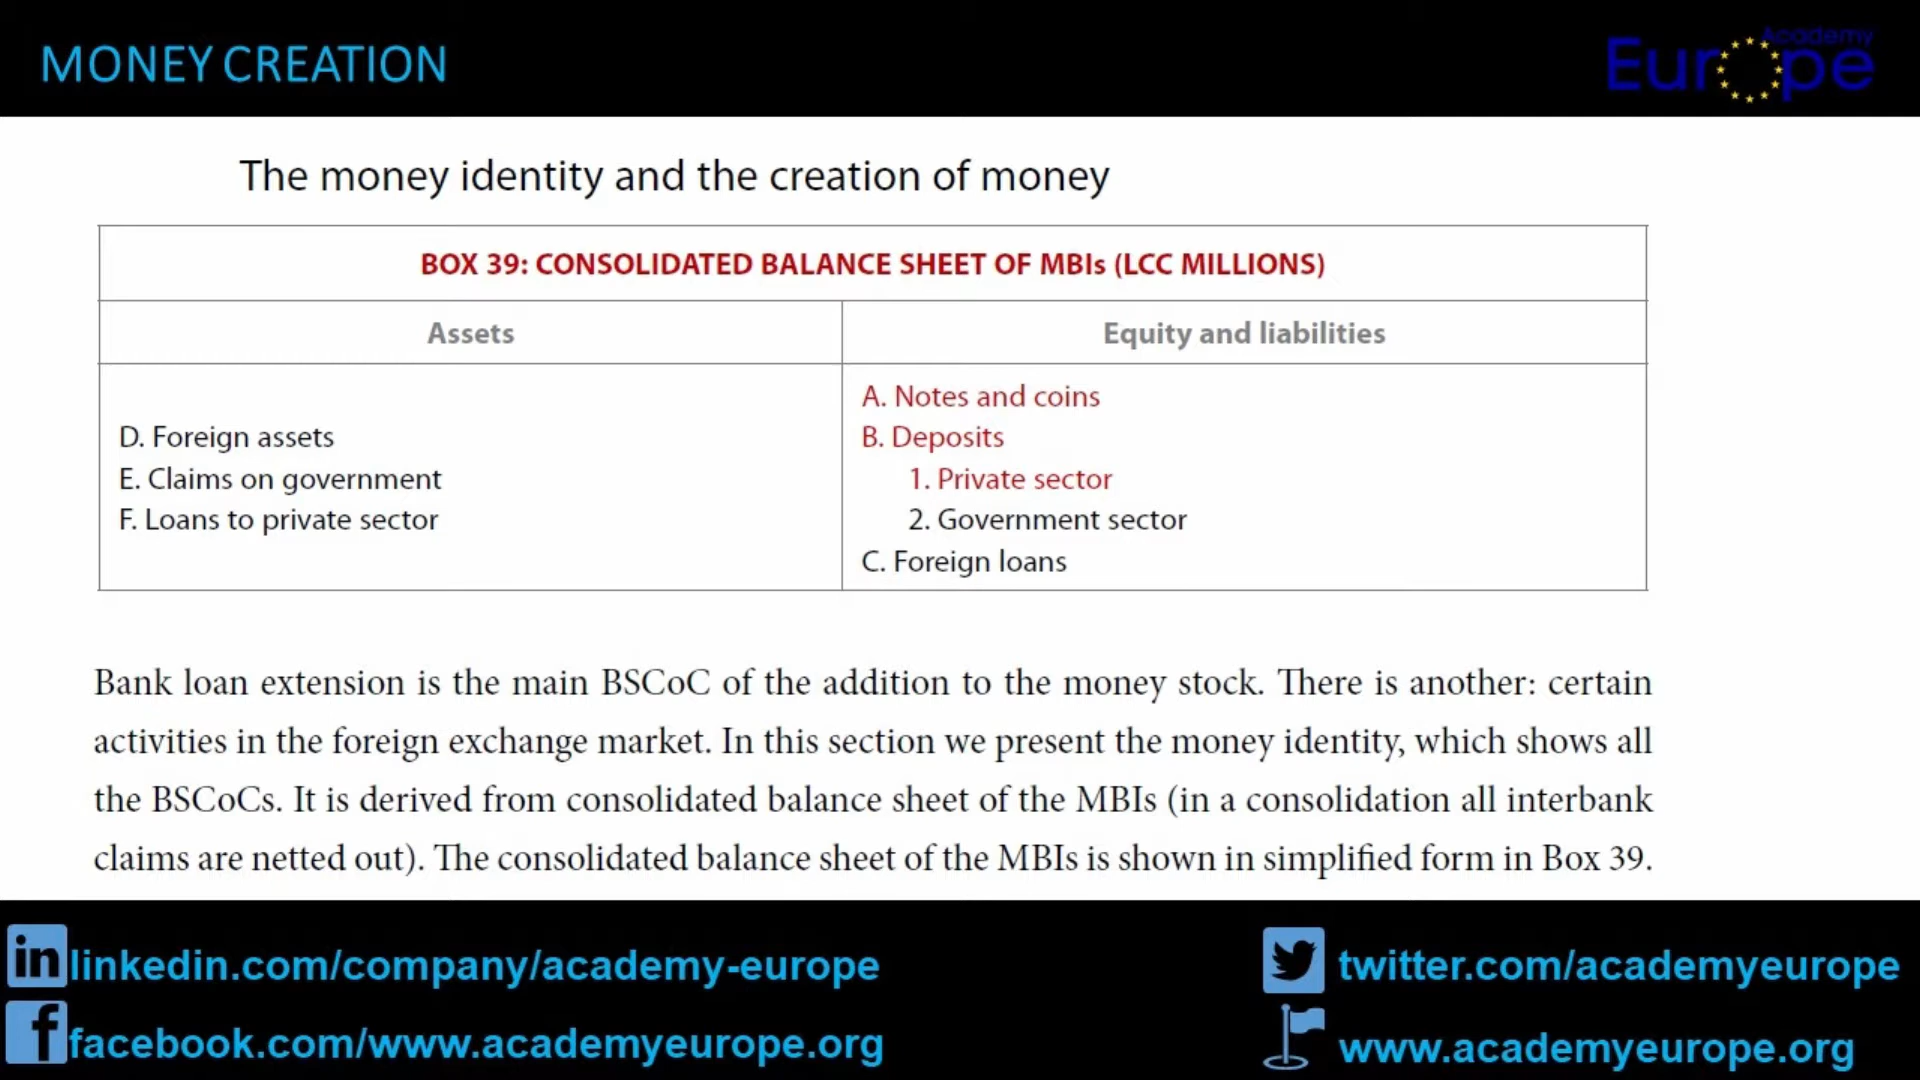 MONEY CREATION
Academy
Europe
The money identity and the creation of money
BOX 39: CONSOLIDATED BALANCE SHEET OF MBIs (LCC MILLIONS)
Assets
Equity and liabilities
D. Foreign assets
E. Claims on government
F. Loans to private sector
A. Notes and coins
B. Deposits
1. Private sector
2. Government sector
C. Foreign loans
Bank loan extension is the main BSCoC of the addition to the money stock. There is another: certain
activities in the foreign exchange market. In this section we present the money identity, which shows all
the BSCoCs. It is derived from consolidated balance sheet of the MBIs (in a consolidation all interbank
claims are netted out). The consolidated balance sheet of the MBIs is shown in simplified form in Box 39.
in linkedin.com/company/academy-europe
twitter.com/academyeurope
f facebook.com/www.academyeurope.org
www.academyeurope.org